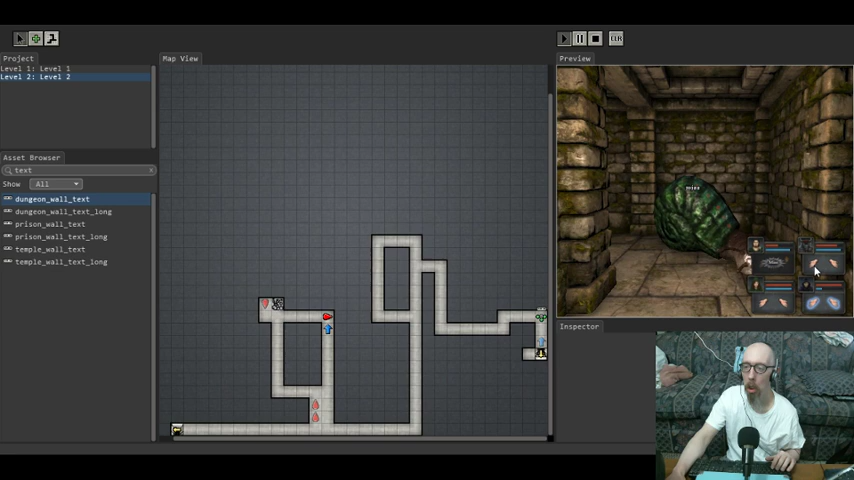 CLR
Project
Map View
Preview
Level 1: Level 1
Level 2: Level 2
Asset Browser
text
Show All
dungeon_wall_text
dungeon_wall_text_long
prison_wall_text
prison_wall_text_long
temple_wall_text
temple_wall_text_long
miss
Inspector